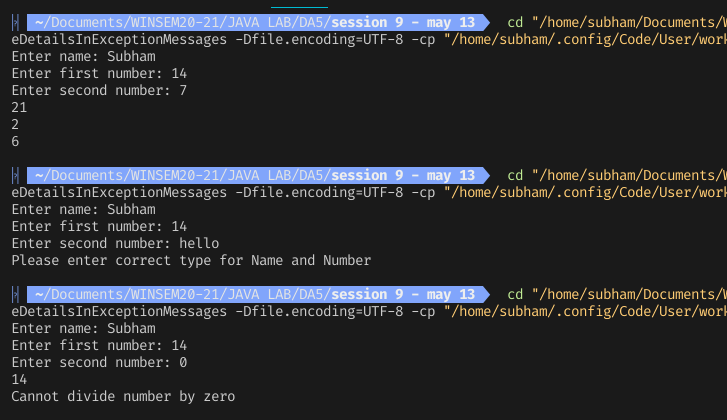 ~/Documents/WINSEM20-21/JAVA LAB/DA5/session 9 - may 13 cd "/home/subham/Documents/
eDetailsInExceptionMessages -Dfile.encoding=UTF-8 -cp "/home/subham/.config/Code/User/work
Enter name: Subham
Enter first number: 14
Enter second number: 7
21
2
6
~/Documents/WINSEM20-21/JAVA LAB/DA5/session 9 - may 13 cd "/home/subham/Documents/
eDetailsInExceptionMessages -Dfile.encoding=UTF-8 -cp "/home/subham/.config/Code/User/work
Enter name: Subham
Enter first number: 14
Enter second number: hello
Please enter correct type for Name and Number
~/Documents/WINSEM20-21/JAVA LAB/DA5/session 9 - may 13 cd "/home/subham/Documents/
eDetailsInExceptionMessages -Dfile.encoding=UTF-8 -cp "/home/subham/.config/Code/User/work
Enter name: Subham
Enter first number: 14
Enter second number: 0
14
Cannot divide number by zero